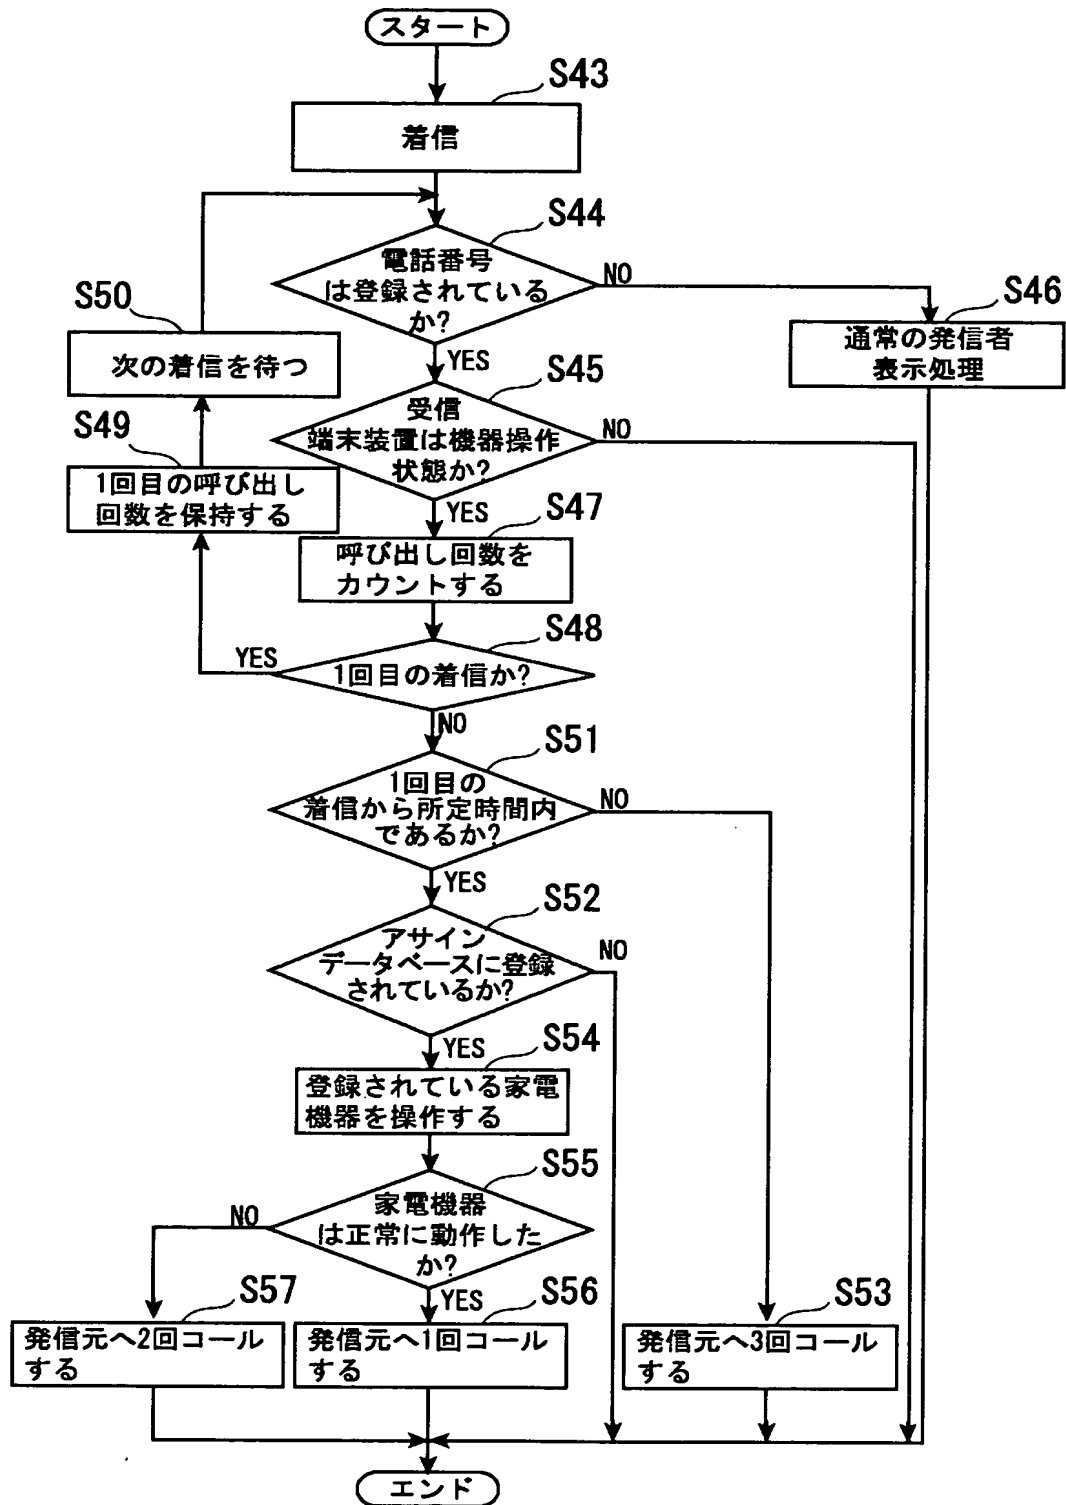 スタート
S43
着信
S44
電話番号
は登録されている
か?
NO
S46
通常の発信者
表示処理
S50
次の着信を待つ
YES
S45
受信
端末装置は機器操作
状態か?
NO
S49
1回目の呼び出し
回数を保持する
YES
S47
呼び出し回数を
カウントする
S48
1回目の着信か?
YES
NO
S51
1回目の
着信から所定時間内
であるか?
NO
YES
S52
アサイン
データベースに登録
されているか?
NO
YES
S54
登録されている家電
機器を操作する
S55
家電機器
は正常に動作した
か?
NO
YES
S57
発信元へ2回コール
する
S56
発信元へ1回コール
する
S53
発信元へ3回コール
する
エンド